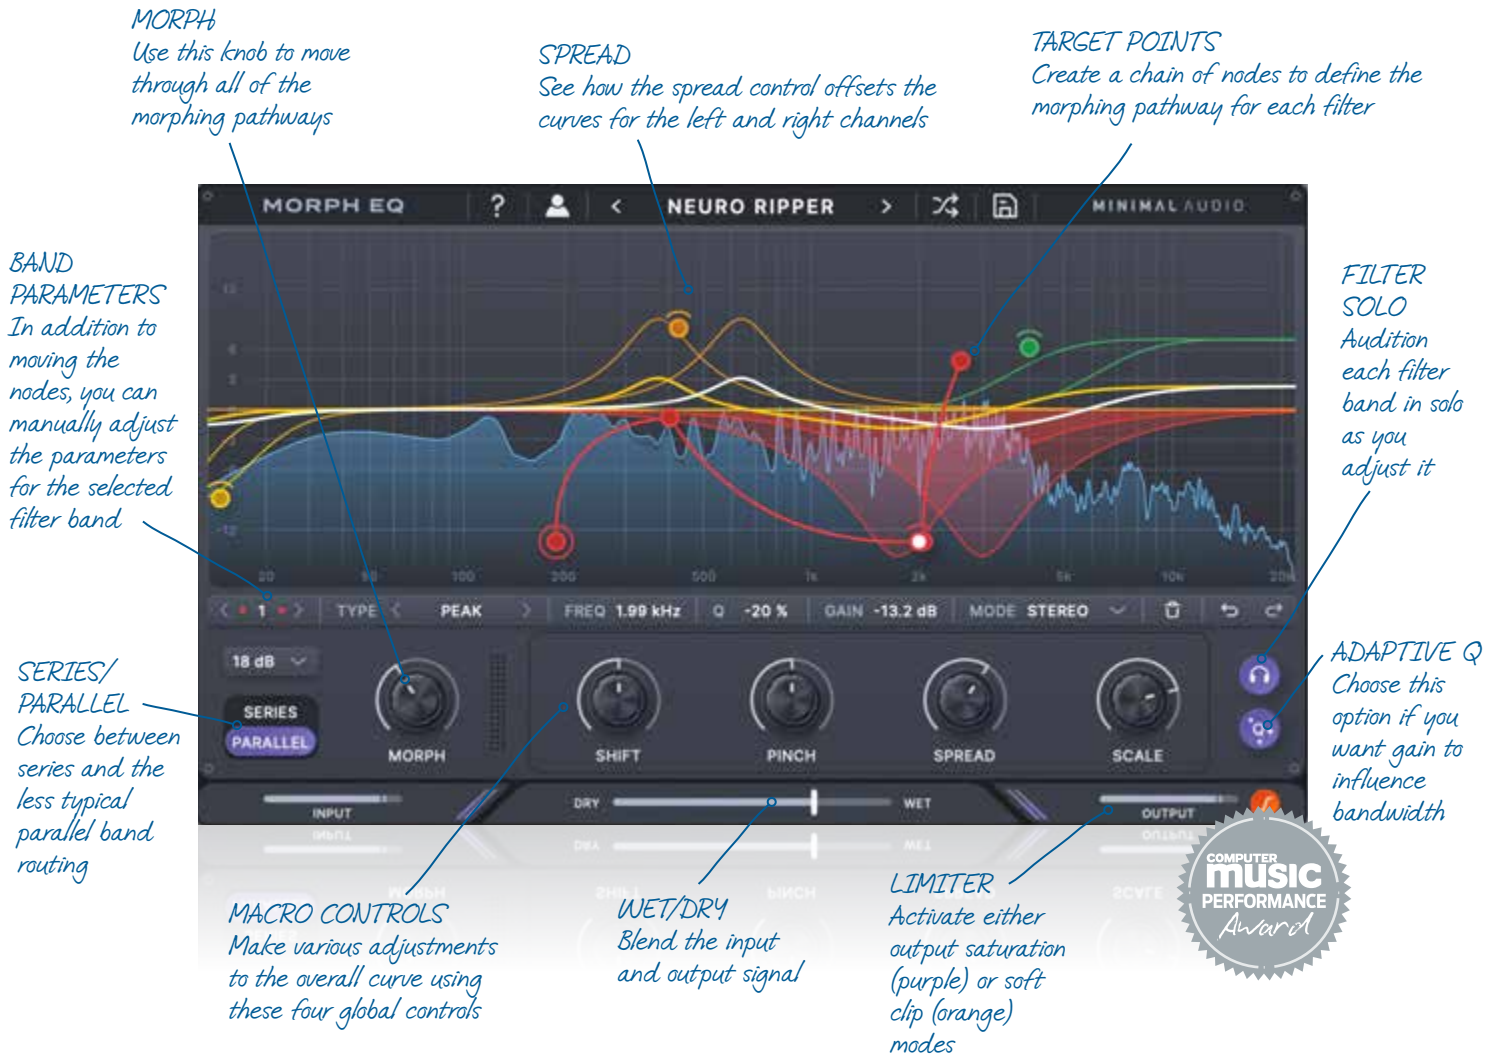 MORPH
Use this knob to move
through all of the
morphing pathways
SPREAD
See how the spread control offsets the
curves for the left and right channels
TARGET POINTS
Create a chain of nodes to define the
morphing pathway for each filter
BAND
PARAMETERS
In addition to
moving the
nodes, you can
manually adjust
the parameters
for the selected
filter band
FILTER
SOLO
Audition
each filter
band in solo
as you
adjust it
SERIES/
PARALLEL
Choose between
series and the
less typical
parallel band
routing
ADAPTIVE Q
Choose this
option if you
want gain to
influence
bandwidth
MORPH EQ ? < NEURO RIPPER > MINIMAL AUDIO
12
6
3
-12
20 50 100 200 500 1k 2k 5k 10k 20k
< 1 > TYPE < PEAK > FREQ 1.99 kHz Q -20 % GAIN -13.2 dB MODE STEREO
18 dB
SERIES
PARALLEL
MORPH SHIFT PINCH SPREAD SCALE
Q
INPUT DRY WET OUTPUT
MACRO CONTROLS
Make various adjustments
to the overall curve using
these four global controls
WET/DRY
Blend the input
and output signal
LIMITER
Activate either
output saturation
(purple) or soft
clip (orange)
modes
COMPUTER
music
PERFORMANCE
Award